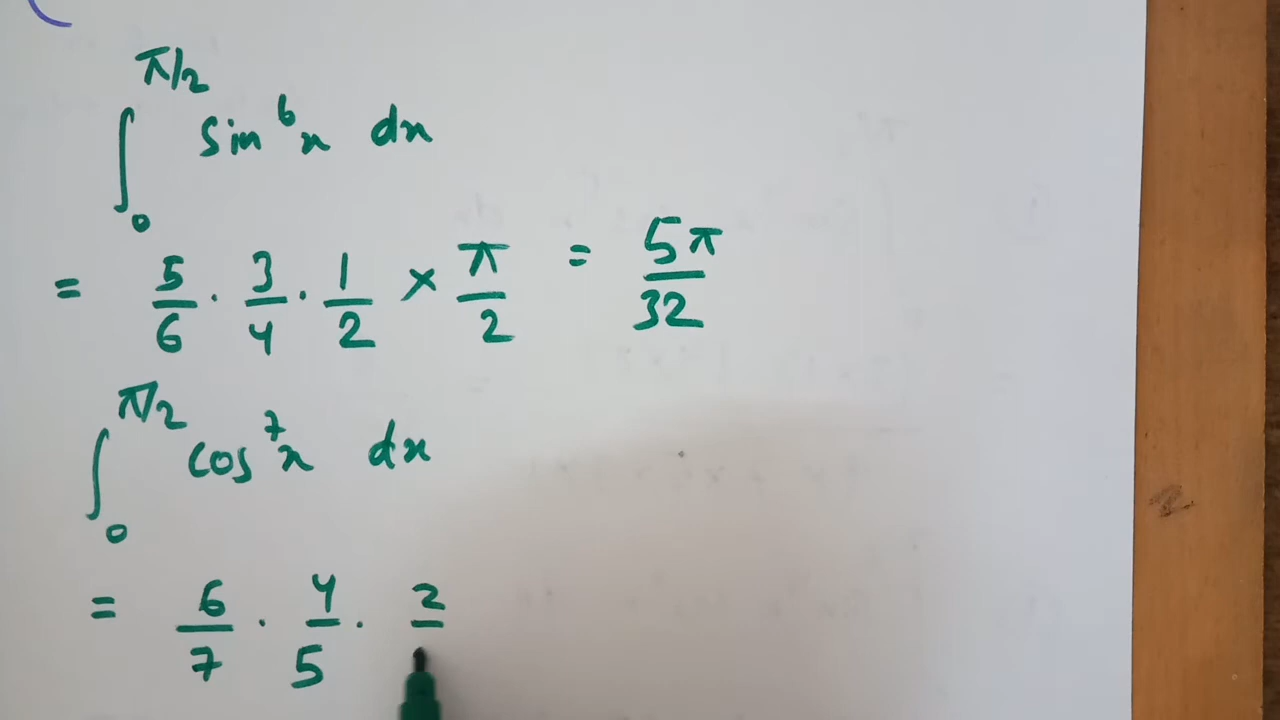 ∫₀^π/2 sin⁶x dx
= 5/6 · 3/4 · 1/2 × π/2 = 5π/32
∫₀^π/2 cos⁷x dx
= 6/7 · 4/5 · 2/